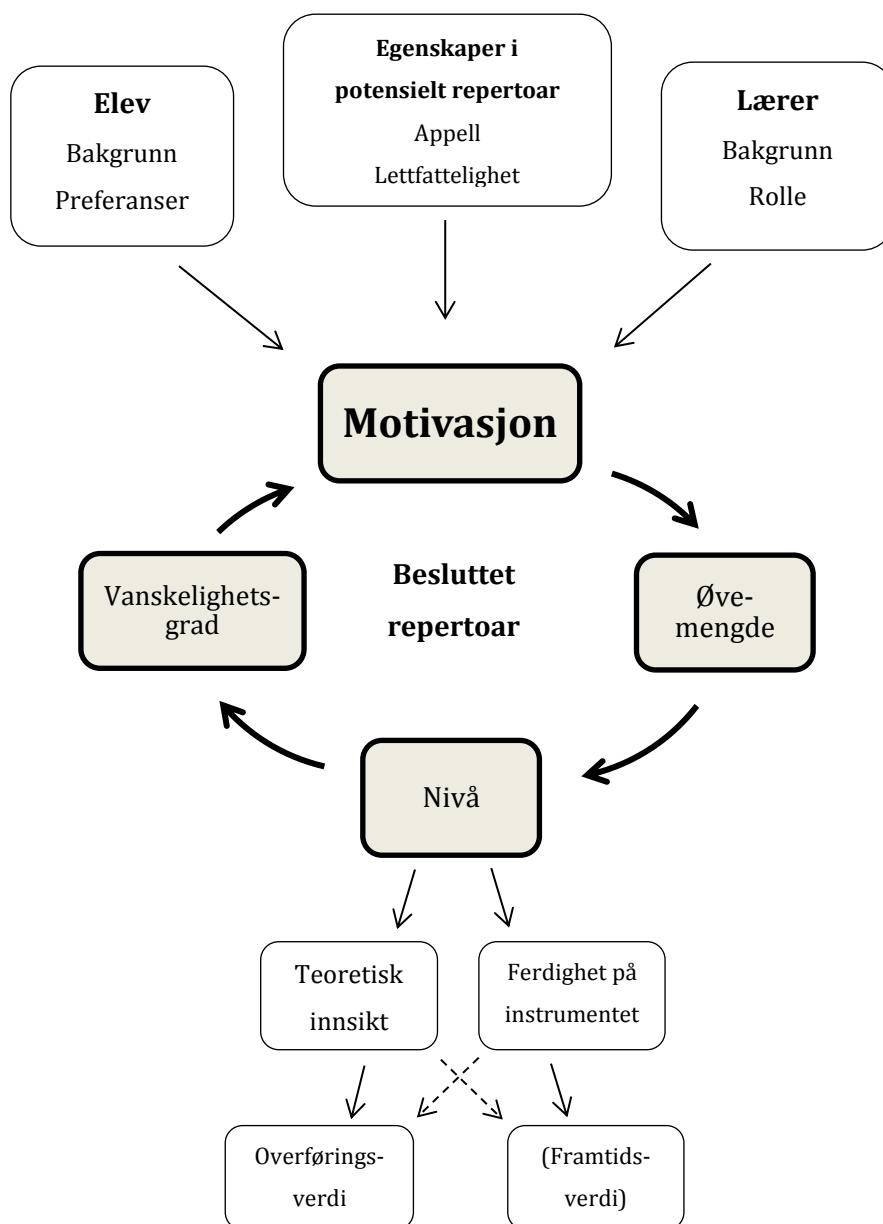 Elev
Bakgrunn
Preferanser
Egenskaper i
potensielt repertoar
Appell
Lettfattelighet
Lærer
Bakgrunn
Rolle
Motivasjon
Vanskelighets-
grad
Besluttet
repertoar
Øve-
mengde
Nivå
Teoretisk
innsikt
Ferdighet på
instrumentet
Overførings-
verdi
(Framtids-
verdi)